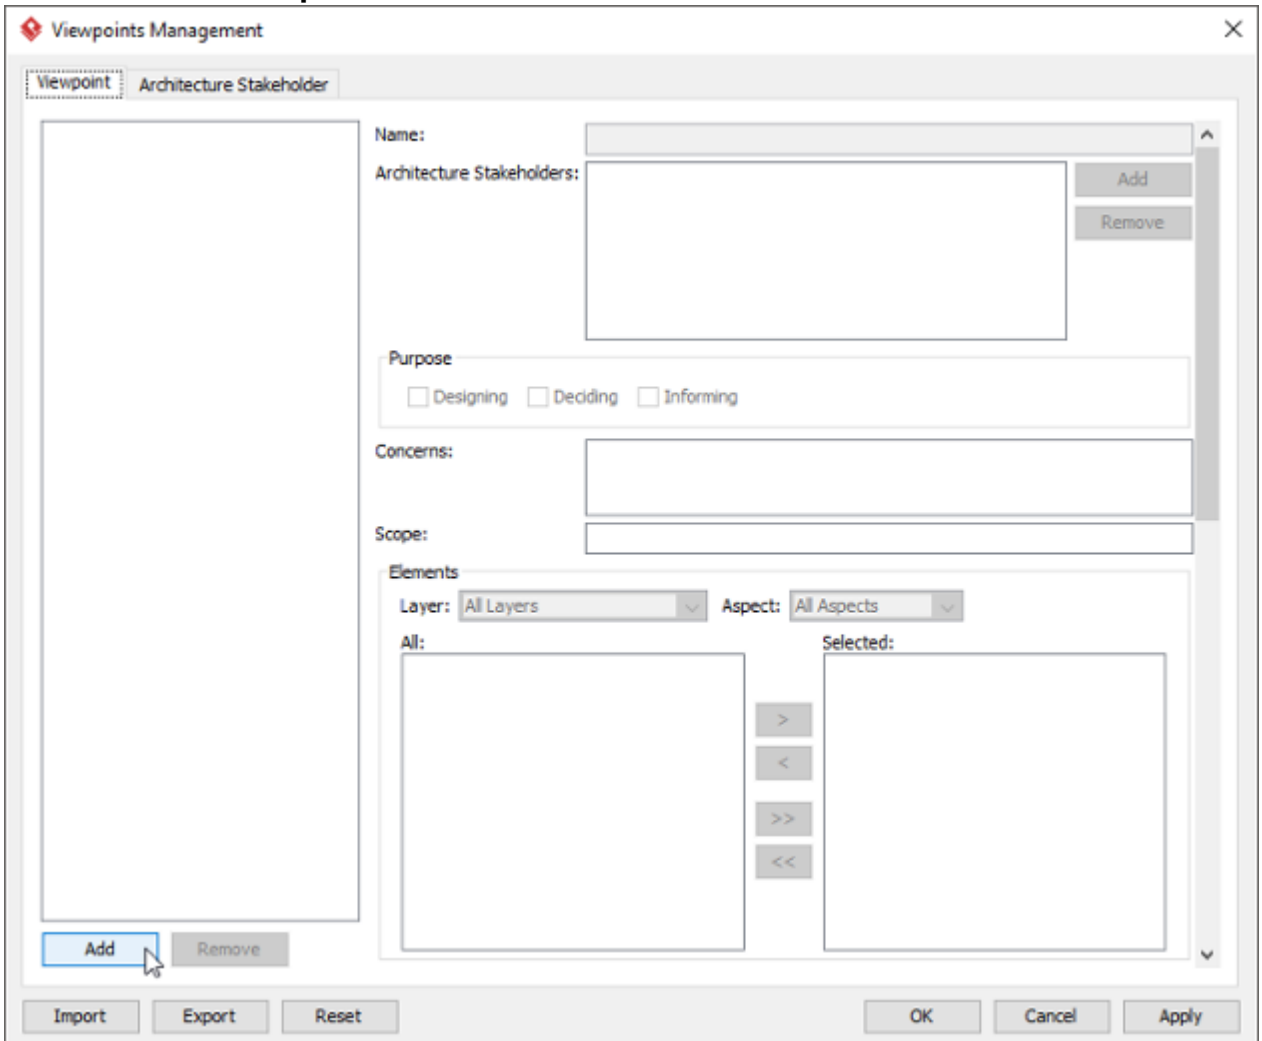 Viewpoints Management
Viewpoint Architecture Stakeholder
Name:
Architecture Stakeholders:
Add
Remove
Purpose
Designing Deciding Informing
Concerns:
Scope:
Elements
Layer: All Layers Aspect: All Aspects
All: Selected:
>
<
>>
<<
Add Remove
Import Export Reset OK Cancel Apply